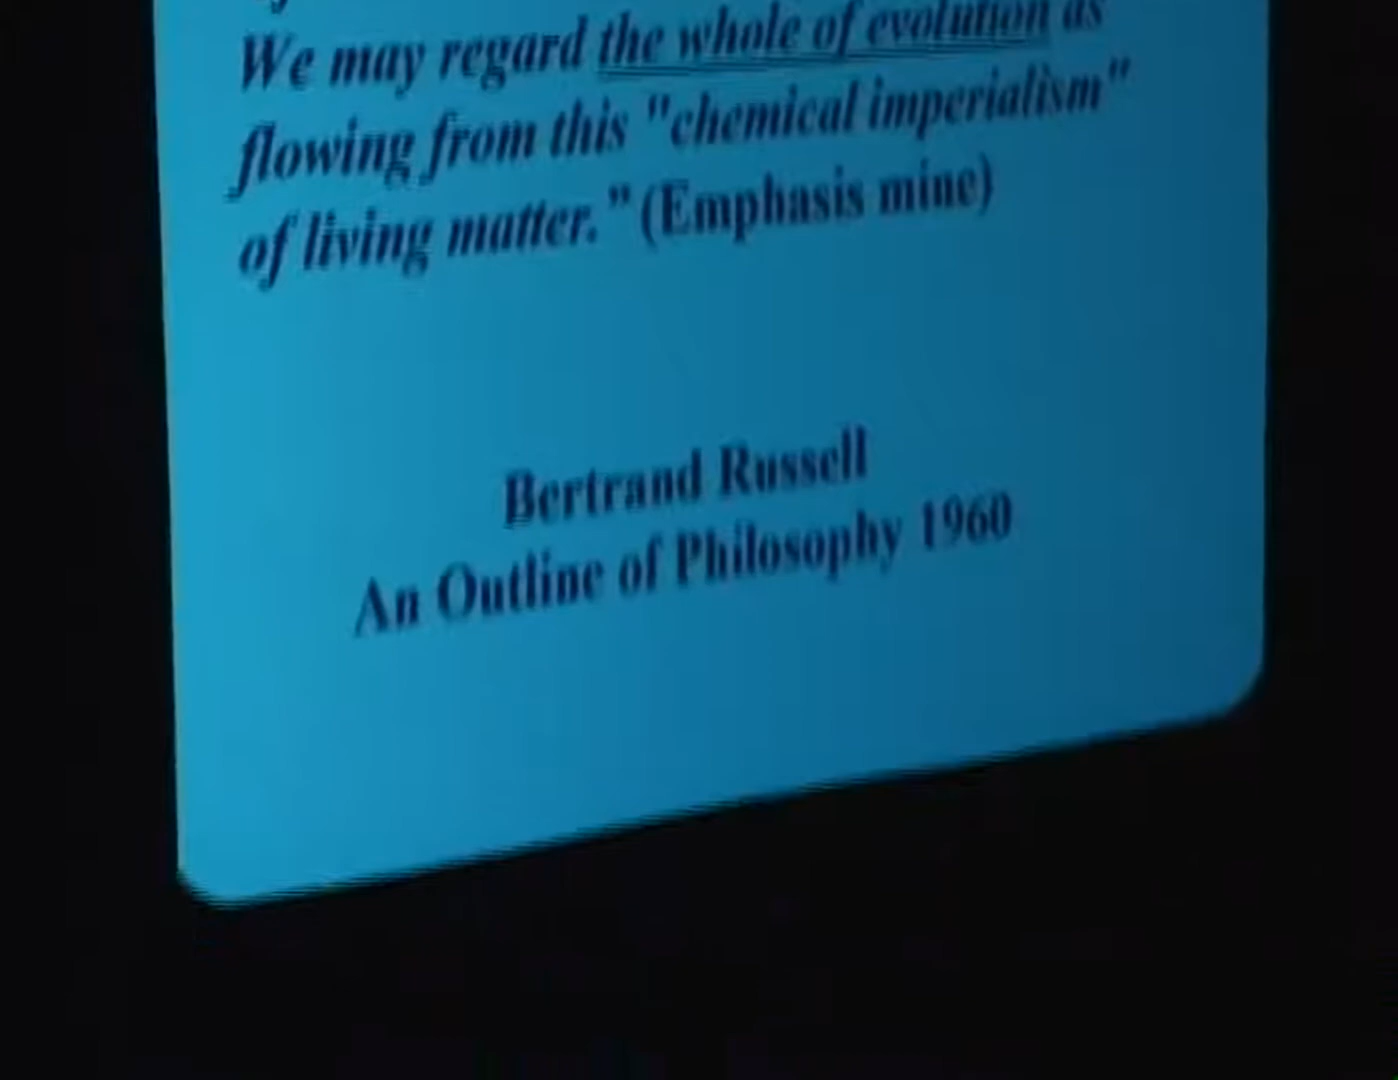 We may regard the whole of evolution as
flowing from this "chemical imperialism"
of living matter." (Emphasis mine)
Bertrand Russell
An Outline of Philosophy 1960